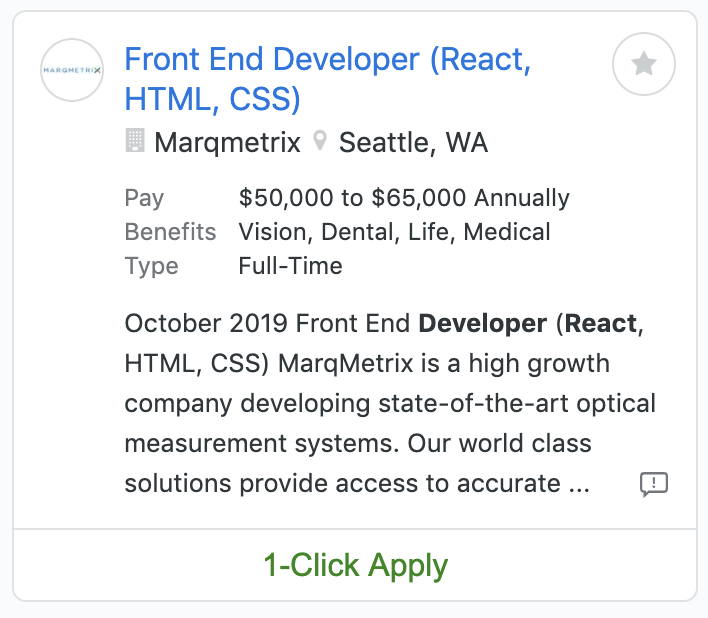 MARQMETRIX
Front End Developer (React,
HTML, CSS)
Marqmetrix Seattle, WA
Pay $50,000 to $65,000 Annually
Benefits Vision, Dental, Life, Medical
Type Full-Time
October 2019 Front End Developer (React,
HTML, CSS) MarqMetrix is a high growth
company developing state-of-the-art optical
measurement systems. Our world class
solutions provide access to accurate ...
1-Click Apply